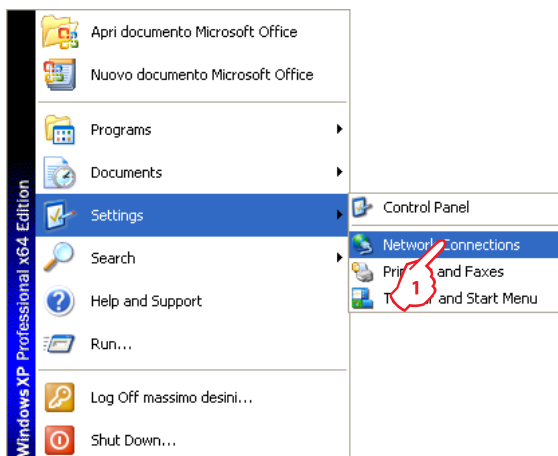 Apri documento Microsoft Office
Nuovo documento Microsoft Office
Programs
Documents
Settings
Search
Help and Support
Run...
Log Off massimo desini...
Shut Down...
Control Panel
Network Connections
and Faxes
and Start Menu
1
Windows XP Professional x64 Edition